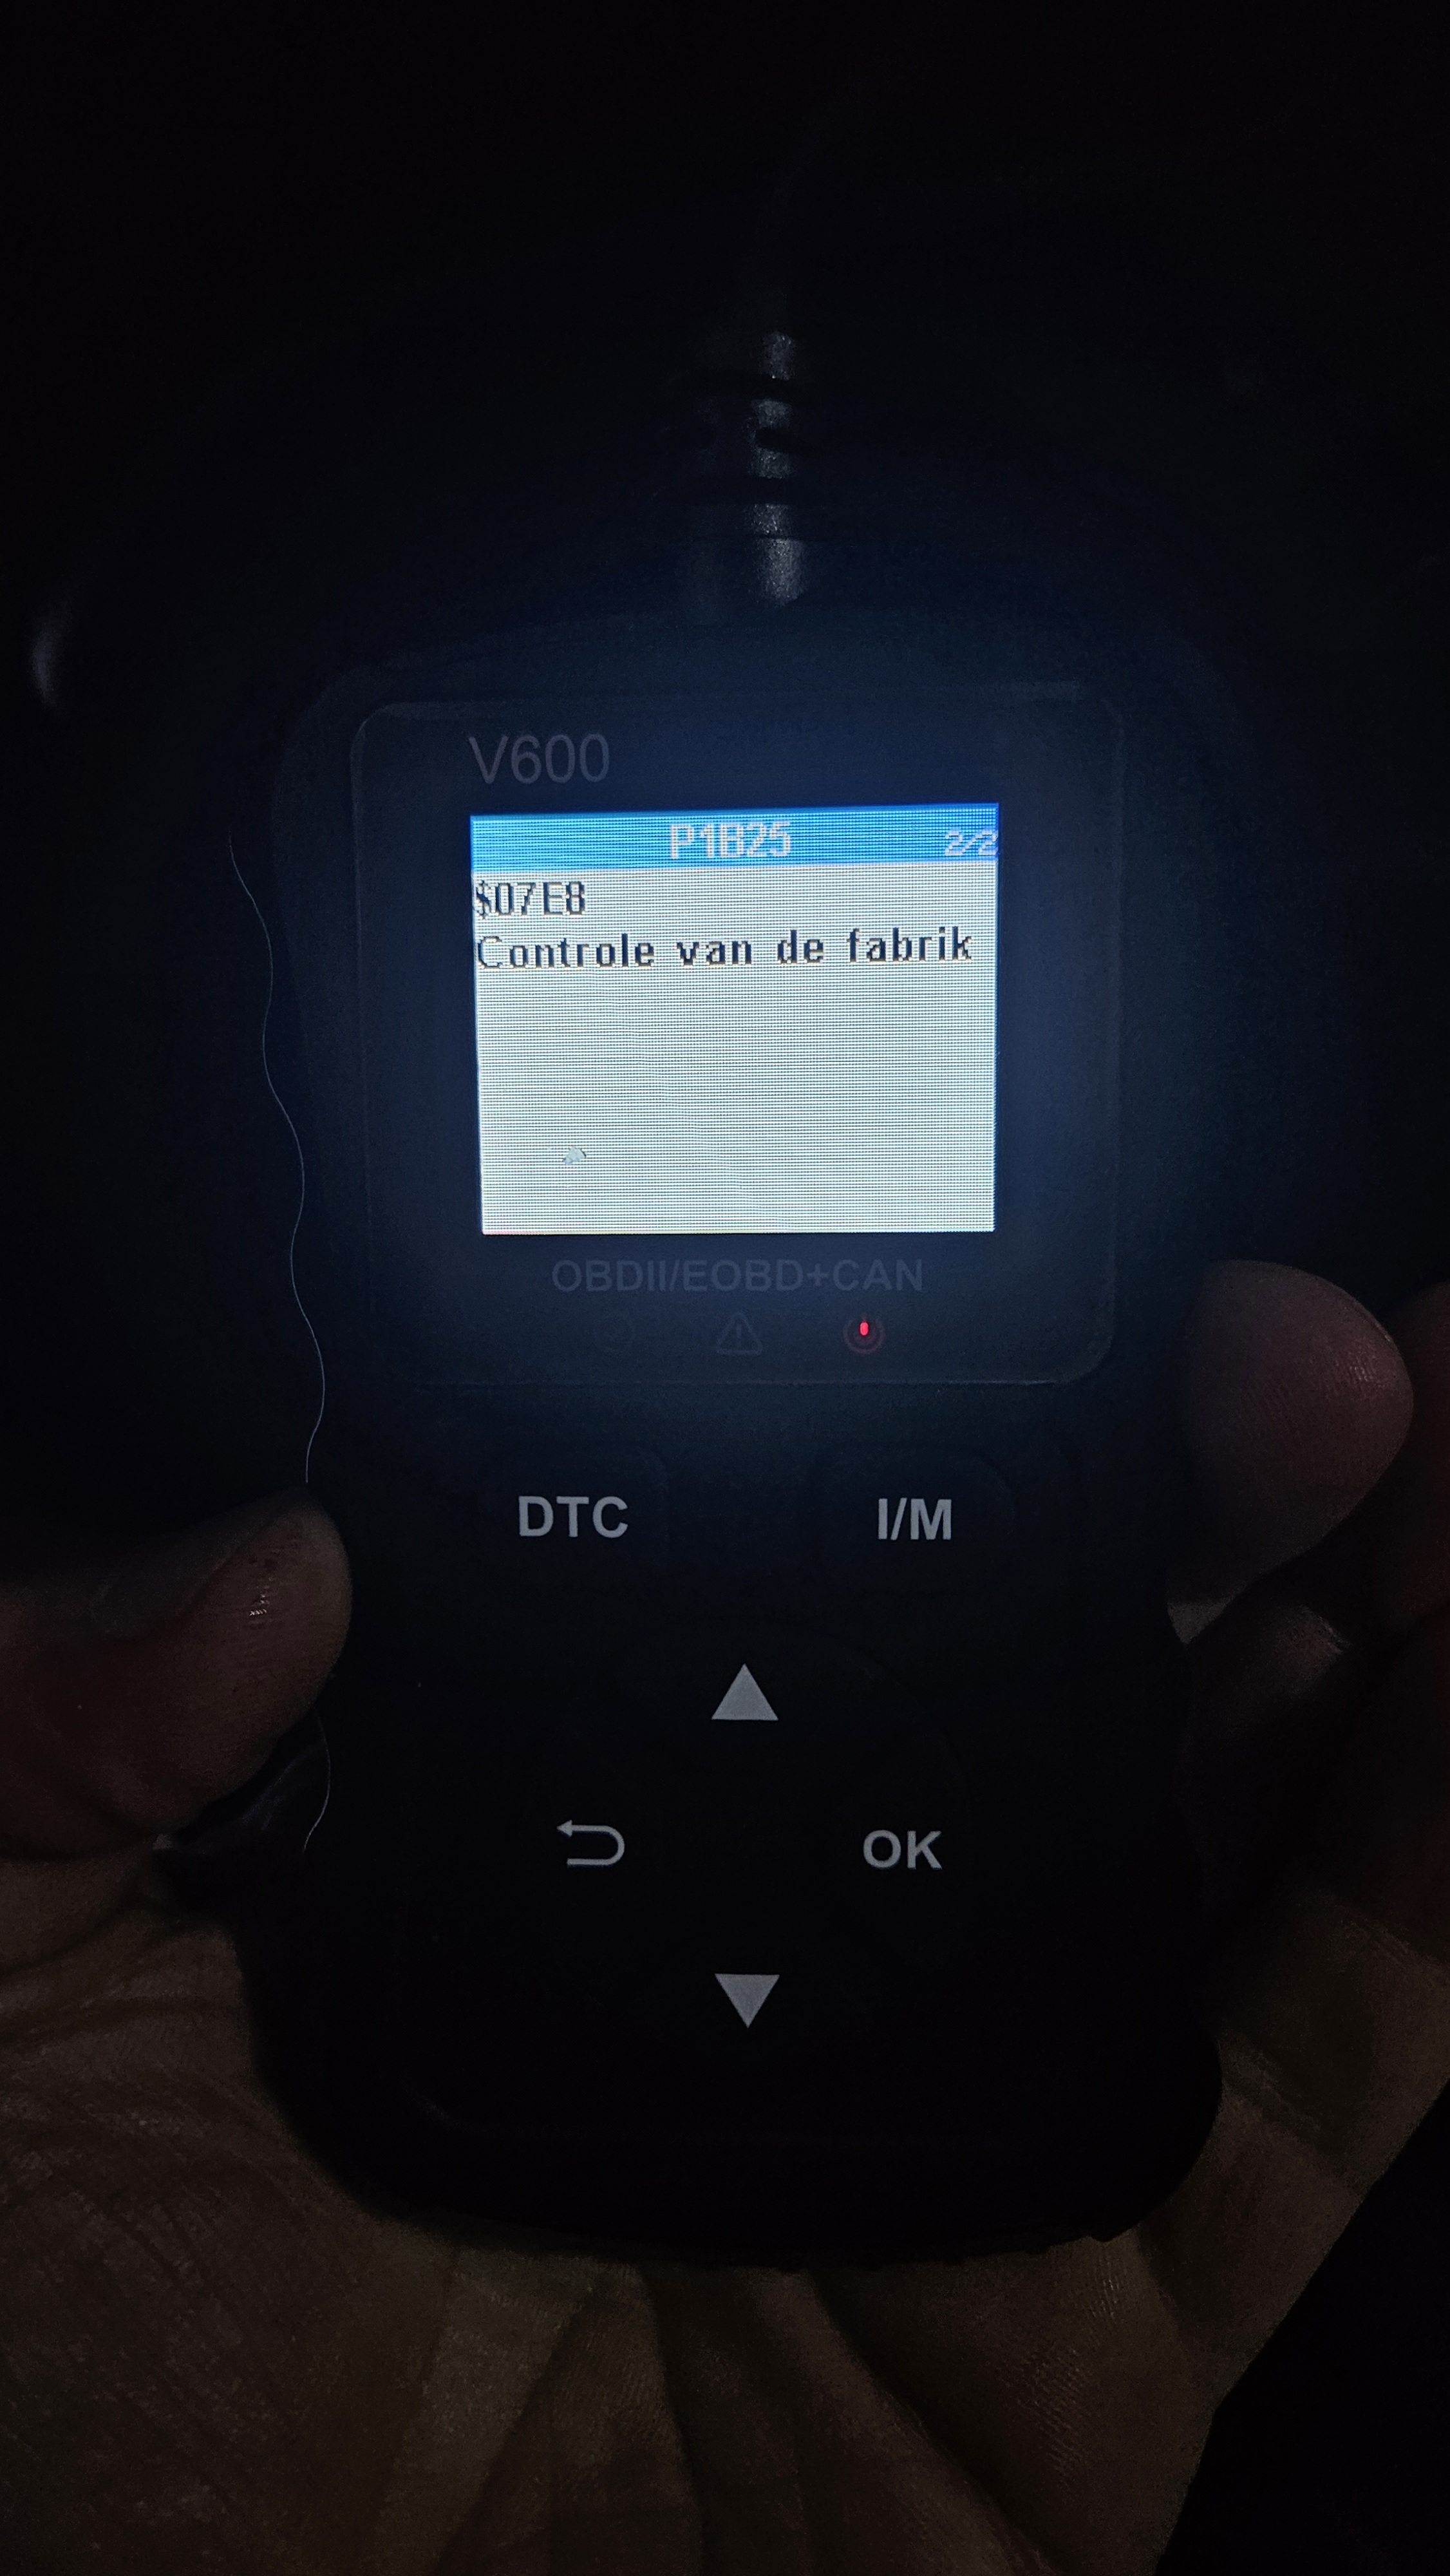 V600
P1B25 2/2
$07E8
Controle van de fabrik
OBDII/EOBD+CAN
DTC I/M
OK